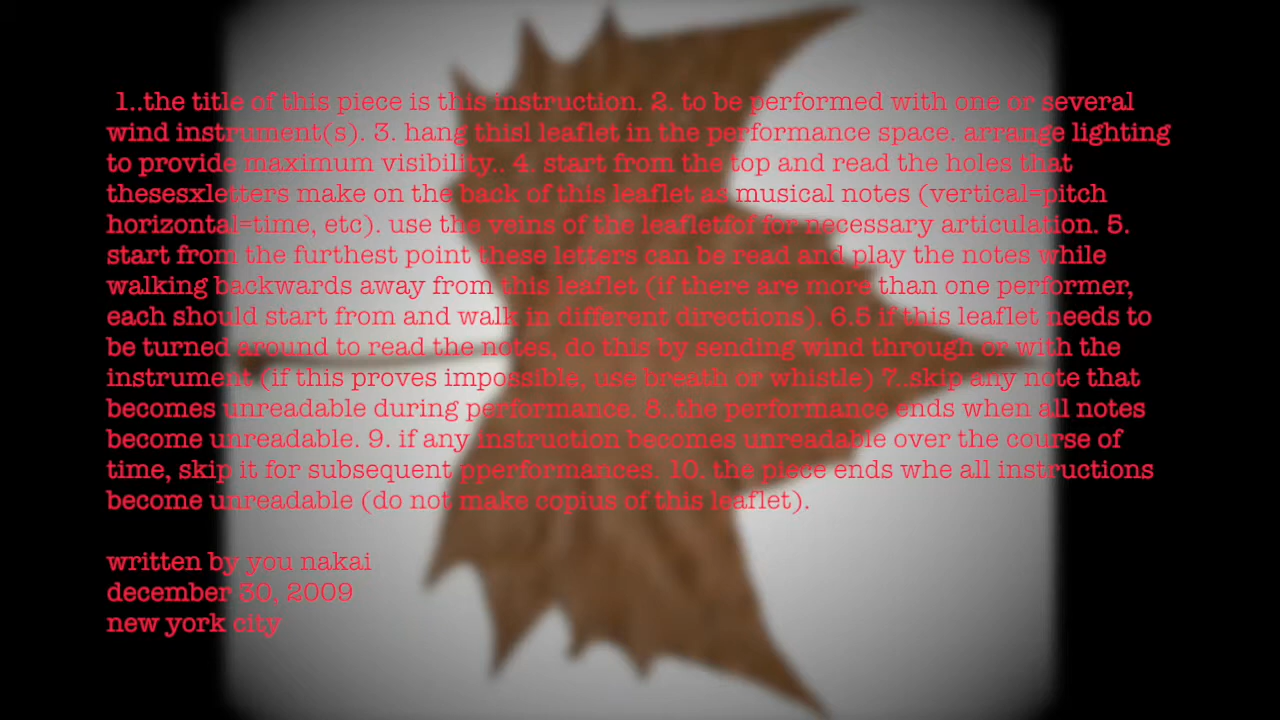 1..the title of this piece is this instruction. 2. to be performed with one or several
wind instrument(s). 3. hang thisl leaflet in the performance space. arrange lighting
to provide maximum visibility.. 4. start from the top and read the holes that
thesesxletters make on the back of this leaflet as musical notes (vertical=pitch
horizontal=time, etc). use the veins of the leafletfof for necessary articulation. 5.
start from the furthest point these letters can be read and play the notes while
walking backwards away from this leaflet (if there are more than one performer,
each should start from and walk in different directions). 6.5 if this leaflet needs to
be turned around to read the notes, do this by sending wind through or with the
instrument (if this proves impossible, use breath or whistle) 7..skip any note that
becomes unreadable during performance. 8..the performance ends when all notes
become unreadable. 9. if any instruction becomes unreadable over the course of
time, skip it for subsequent pperformances. 10. the piece ends whe all instructions
become unreadable (do not make copius of this leaflet).
written by you nakai
december 30, 2009
new york city